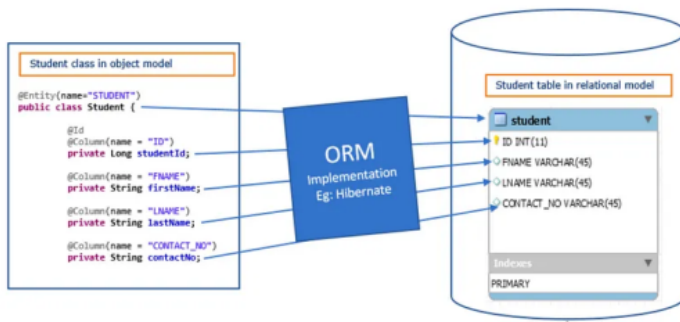 Student class in object model
@Entity(name="STUDENT")
public class Student {
@Id
@Column(name = "ID")
private Long studentId;
@Column(name = "FNAME")
private String firstName;
@Column(name = "LNAME")
private String lastName;
@Column(name = "CONTACT_NO")
private String contactNo;
ORM
Implementation
Eg: Hibernate
Student table in relational model
student
ID INT(11)
FNAME VARCHAR(45)
LNAME VARCHAR(45)
CONTACT_NO VARCHAR(45)
Indexes
PRIMARY